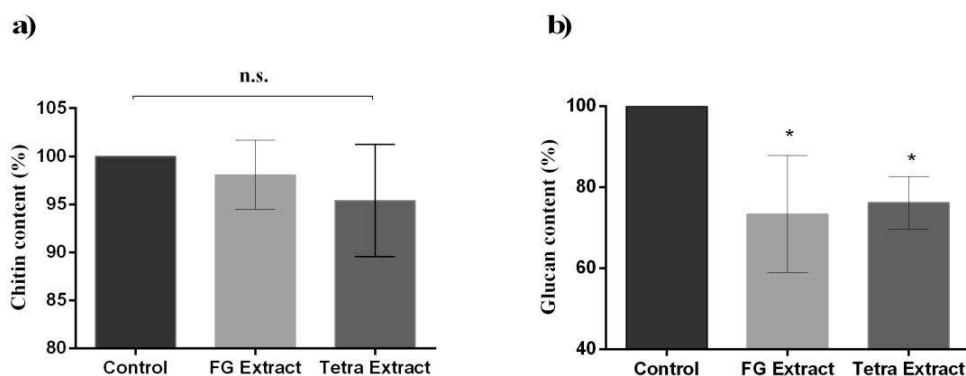 a)
n.s.
Chitin content (%)
105
100
95
90
85
80
Control
FG Extract
Tetra Extract
b)
Glucan content (%)
100
80
60
40
*
*
Control
FG Extract
Tetra Extract